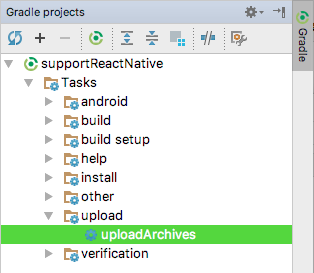 Gradle projects
Gradle
supportReactNative
Tasks
android
build
build setup
help
install
other
upload
uploadArchives
verification